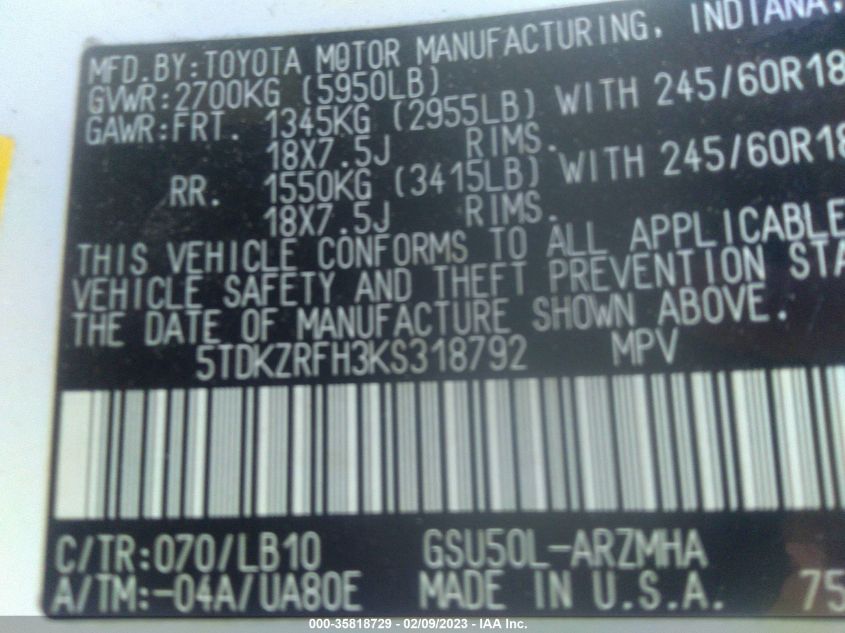 MFD.BY:TOYOTA MOTOR MANUFACTURING, INDIANA,
GVWR:2700KG (5950LB)
GAWR:FRT. 1345KG (2955LB) WITH 245/60R18
18X7.5J RIMS.
RR. 1550KG (3415LB) WITH 245/60R18
18X7.5J RIMS.
THIS VEHICLE CONFORMS TO ALL APPLICABLE
VEHICLE SAFETY AND THEFT PREVENTION STA
THE DATE OF MANUFACTURE SHOWN ABOVE.
5TDKZRFH3KS318792 MPV
C/TR:070/LB10 GSU50L-ARZMHA
A/TM:-04A/UA80E MADE IN U.S.A. 75
000-35818729 - 02/09/2023 - IAA Inc.